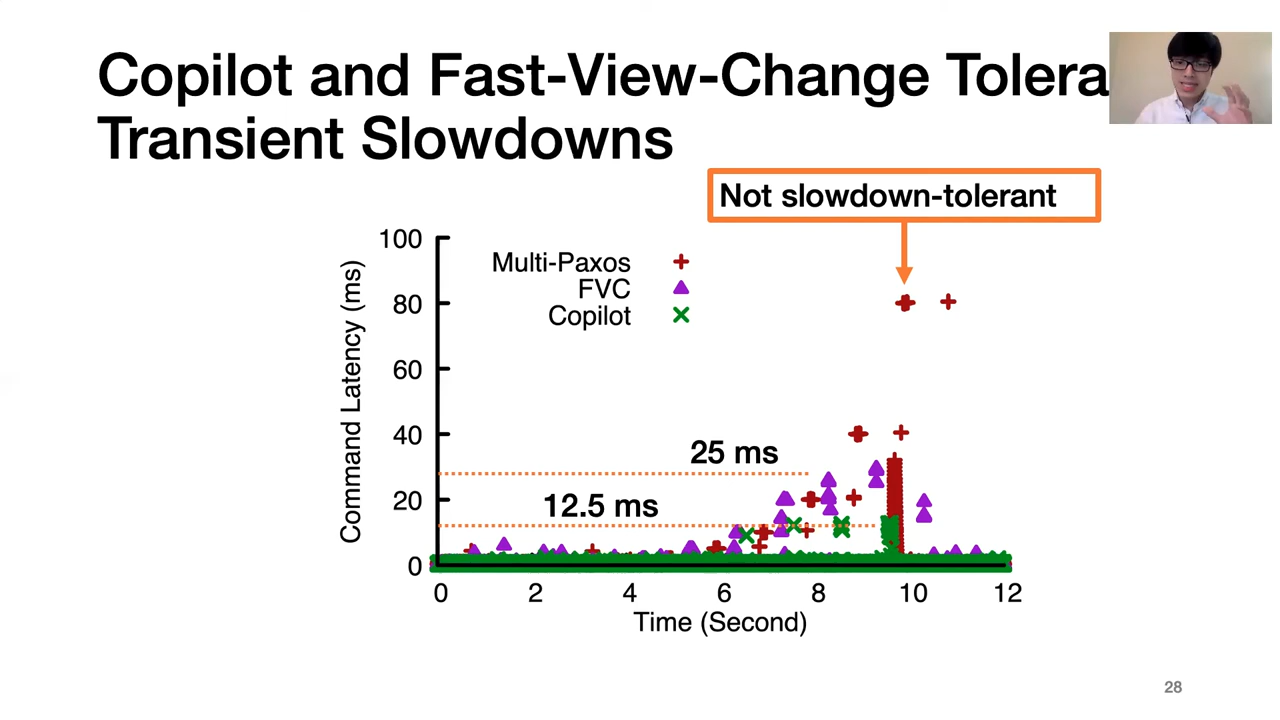 Copilot and Fast-View-Change Tolera
Transient Slowdowns
Not slowdown-tolerant
100
80
60
40
20
0
Command Latency (ms)
Multi-Paxos
FVC
Copilot
25 ms
12.5 ms
0 2 4 6 8 10 12
Time (Second)
28